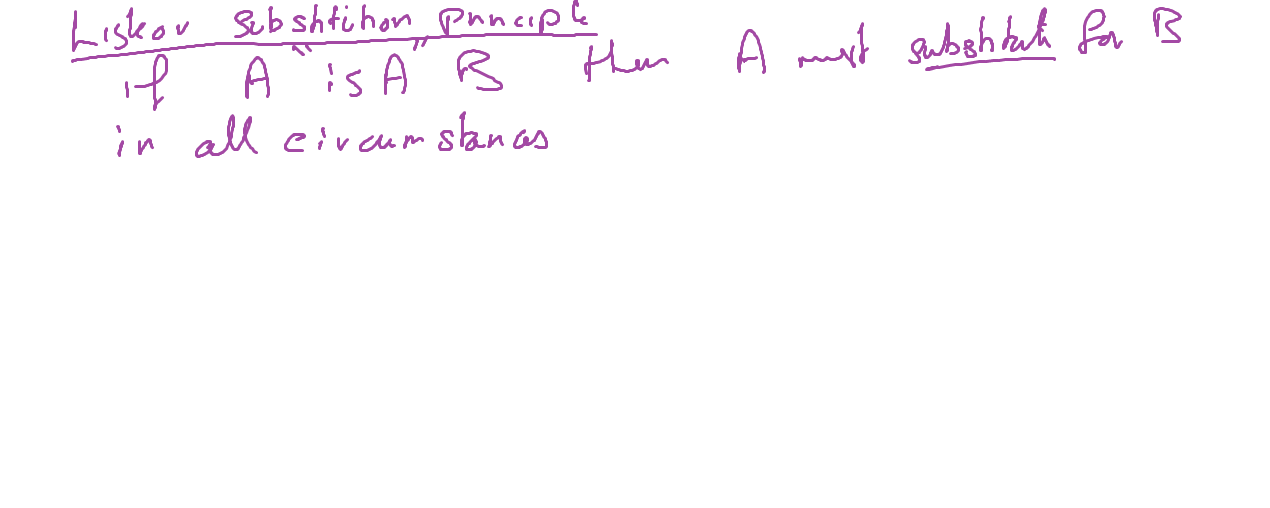 Liskov Substitution Principle
if A "is A" B then A must substitute for B
in all circumstances